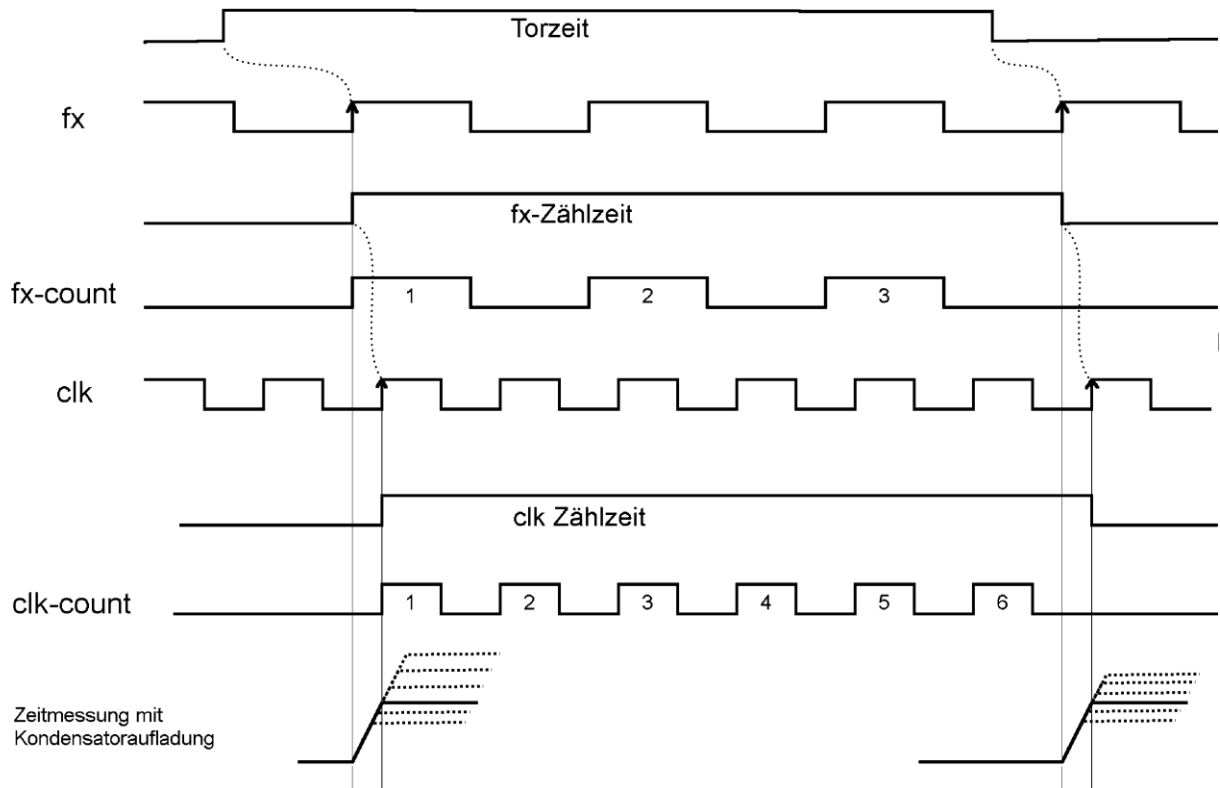 Torzeit
fx
fx-Zählzeit
fx-count
1 2 3
clk
clk Zählzeit
clk-count
1 2 3 4 5 6
Zeitmessung mit
Kondensatoraufladung